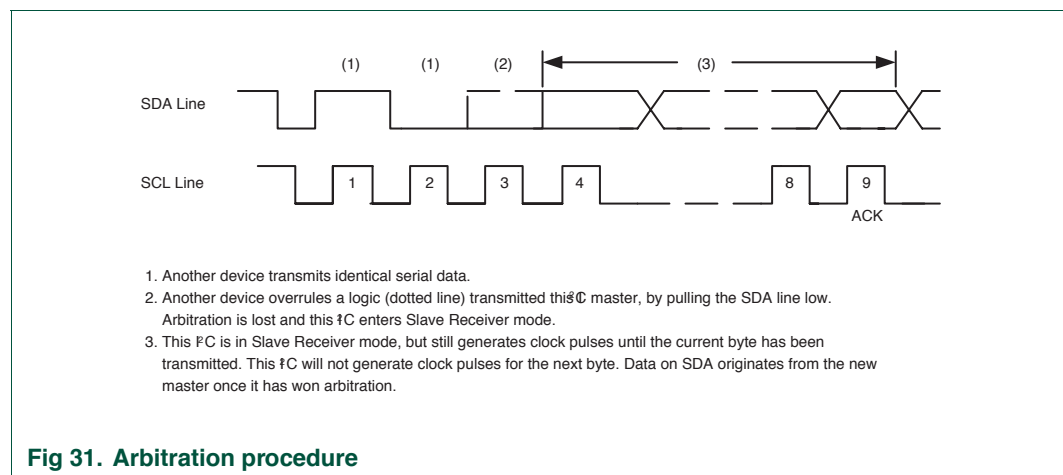 (1) (1) (2) (3)
SDA Line
SCL Line
1 2 3 4 8 9
ACK
1. Another device transmits identical serial data.
2. Another device overrules a logic (dotted line) transmitted this I2C master, by pulling the SDA line low.
Arbitration is lost and this I2C enters Slave Receiver mode.
3. This I2C is in Slave Receiver mode, but still generates clock pulses until the current byte has been
transmitted. This I2C will not generate clock pulses for the next byte. Data on SDA originates from the new
master once it has won arbitration.
Fig 31. Arbitration procedure